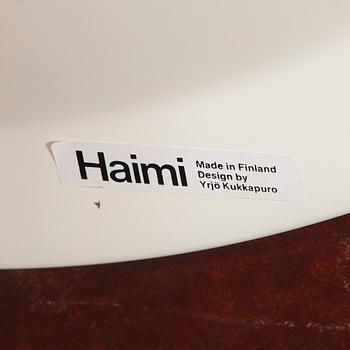 Haimi
Made in Finland
Design by
Yrjö Kukkapuro